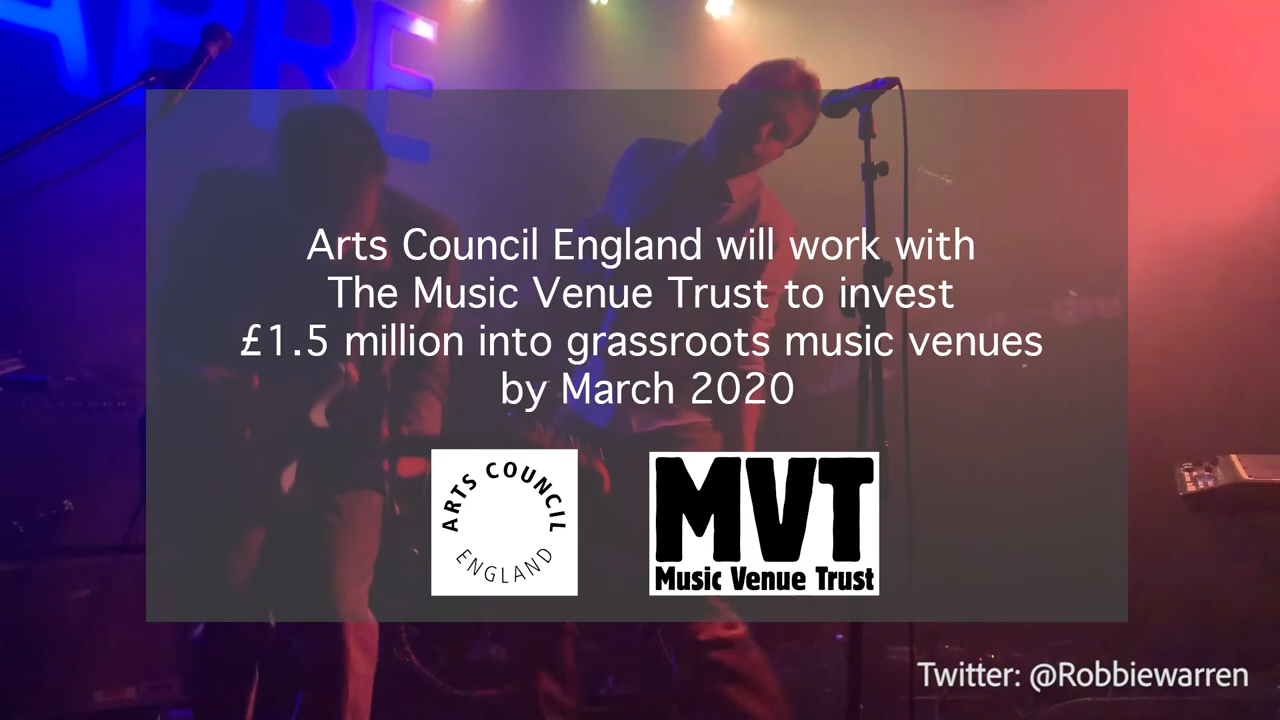 APRE
Arts Council England will work with
The Music Venue Trust to invest
£1.5 million into grassroots music venues
by March 2020
ARTS COUNCIL
ENGLAND
MVT
Music Venue Trust
Twitter: @Robbiewarren